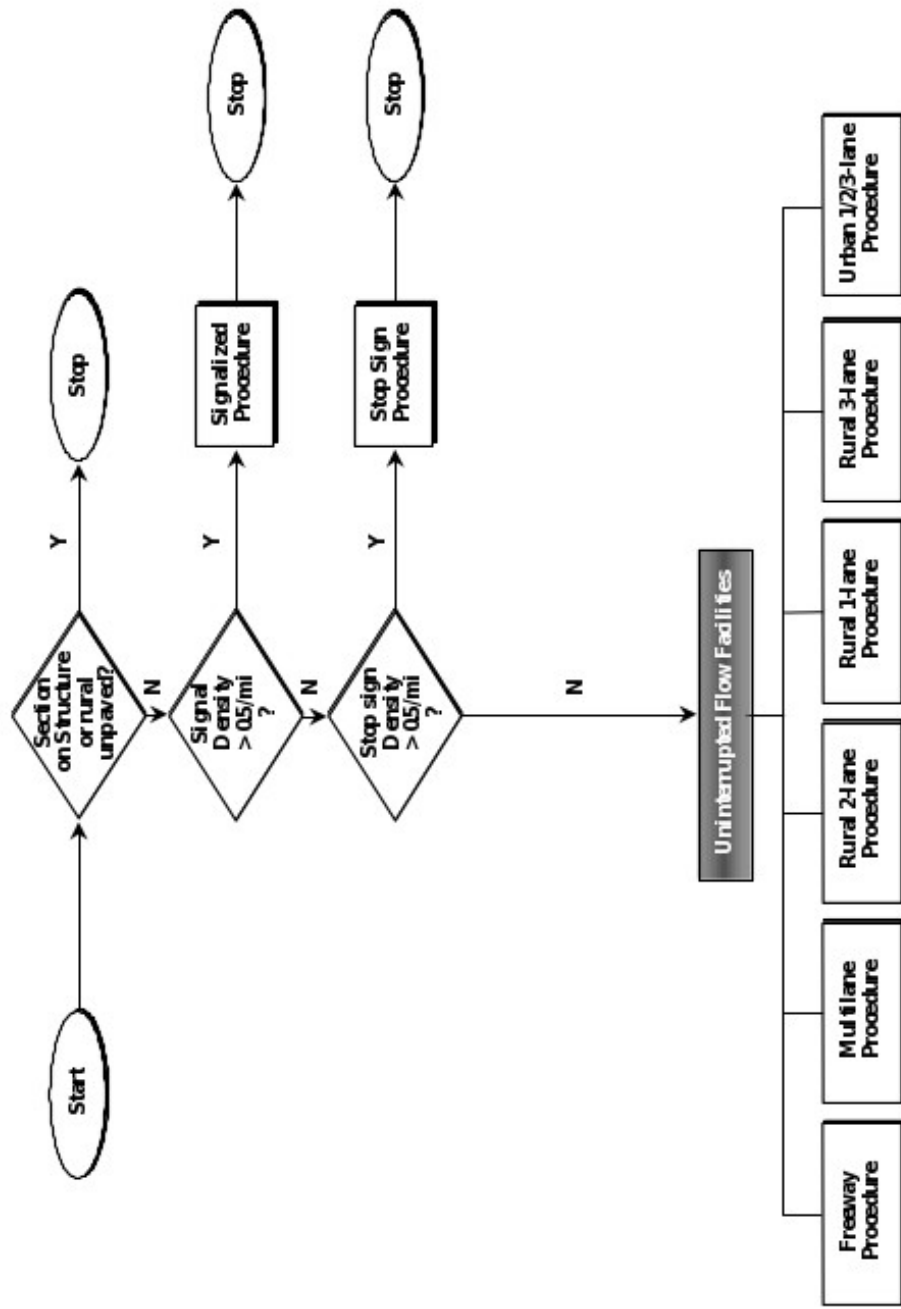 Start
Section
on Structure
or rural
unpaved?
Y
Stop
N
Signal
Density
> 0.5/mi
?
Y
Signalized
Procedure
Stop
N
Stop sign
Density
> 0.5/mi
?
Y
Stop Sign
Procedure
Stop
N
Uninterrupted Flow Facilities
Freeway
Procedure
Multilane
Procedure
Rural 2-lane
Procedure
Rural 1-lane
Procedure
Rural 3-lane
Procedure
Urban 1/2/3-lane
Procedure